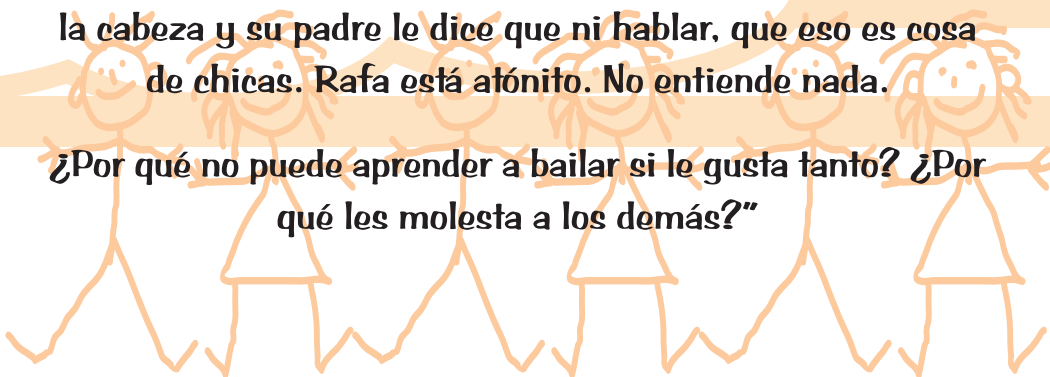 la cabeza y su padre le dice que ni hablar, que eso es cosa
de chicas. Rafa está atónito. No entiende nada.
¿Por qué no puede aprender a bailar si le gusta tanto? ¿Por
qué les molesta a los demás?”